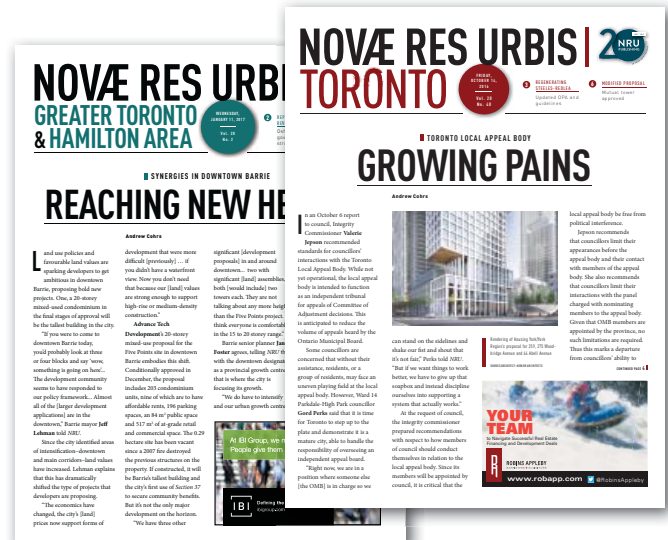 NOVÆ RES URBIS
TORONTO
FRIDAY,
OCTOBER 14,
2016
Vol. 20
No. 40
20
NRU
PUBLISHING
3
REGENERATING
STEELES-REDLEA
Updated OPA and
guidelines
6
MODIFIED PROPOSAL
Mutual tower
approved
TORONTO LOCAL APPEAL BODY
GROWING PAINS
Andrew Cohrs
In an October 6 report
to council, Integrity
Commissioner Valerie
Jepson recommended
standards for councillors'
interactions with the Toronto
Local Appeal Body. While not
yet operational, the local appeal
body is intended to function
as an independent tribunal
for appeals of Committee of
Adjustment decisions. This
is anticipated to reduce the
volume of appeals heard by the
Ontario Municipal Board.
Some councillors are
concerned that without their
assistance, residents, or a
group of residents, may face an
uneven playing field at the local
appeal body. However, Ward 14
Parkdale-High Park councillor
Gord Perks said that it is time
for Toronto to step up to the
plate and demonstrate it is a
mature city, able to handle the
responsibility of overseeing an
independent appeal body.
"Right now, we are in a
position where someone else
[the OMB] is in charge so we
can stand on the sidelines and
shake our fist and shout that
it's not fair," Perks told NRU.
"But if we want things to work
better, we have to give up that
soapbox and instead discipline
ourselves into supporting a
system that actually works."
At the request of council,
the integrity commissioner
prepared recommendations
with respect to how members
of council should conduct
themselves in relation to the
local appeal body. Since its
members will be appointed by
council, it is critical that the
local appeal body be free from
political interference.
Jepson recommends
that councillors limit their
appearances before the
appeal body and their contact
with members of the appeal
body. She also recommends
that councillors limit their
interactions with the panel
charged with nominating
members to the appeal body.
Given that OMB members are
appointed by the province, no
such limitations are required.
Thus this marks a departure
from councillors' ability to
CONTINUED PAGE 4
YOUR
TEAM
to Navigate Successful Real Estate
Financing and Development Deals
R
ROBINS APPLEBY
www.robapp.com
@RobinsAppleby
NOVÆ RES URBI
GREATER TORONTO
& HAMILTON AREA
WEDNESDAY,
JANUARY 11, 2017
Vol. 20
No. 2
2
SYNERGIES IN DOWNTOWN BARRIE
REACHING NEW HE
Andrew Cohrs
Land use policies and
favourable land values are
sparking developers to get
ambitious in downtown
Barrie, proposing bold new
projects. One, a 20-storey
mixed-used condominium in
the final stages of approval will
be the tallest building in the city.
"If you were to come to
downtown Barrie today,
you'd probably look at three
or four blocks and say 'wow,
something is going on here'...
The development community
seems to have responded to
our policy framework... Almost
all of the [larger development
applications] are in the
downtown," Barrie mayor Jeff
Lehman told NRU.
Since the city identified areas
of intensification–downtown
and main corridors–land values
have increased. Lehman explains
that this has dramatically
shifted the type of projects that
developers are proposing.
"The economics have
changed, the city's [land]
prices now support forms of
development that were more
difficult [previously] … if
you didn't have a waterfront
view. Now you don't need
that because our [land] values
are strong enough to support
high-rise or medium-density
construction."
Advance Tech
Development's 20-storey
mixed-use proposal for the
Five Points site in downtown
Barrie embodies this shift.
Conditionally approved in
December, the proposal
includes 203 condominium
units, nine of which are to have
affordable rents, 196 parking
spaces, an 84 m² public space
and 517 m² of at-grade retail
and commercial space. The 0.29
hectare site has been vacant
since a 2007 fire destroyed
the previous structures on the
property. If constructed, it will
be Barrie's tallest building and
the city's first use of Section 37
to secure community benefits.
But it's not the only major
development on the horizon.
"We have three other
significant [development
proposals] in and around
downtown... two with
significant [land] assemblies,
both [would include] two
towers each. They are not
talking about any more
than the Five Points project.
think everyone is
in the 15 to 20 storey range."
Barrie senior planner
Foster agrees, telling NRU
with the downtown
as a provincial growth
that is where the city is
focusing its growth.
"We do have to intensify
and our urban growth
At IBI Group, we
People give them
IBI
Defining the
ibigroup.com